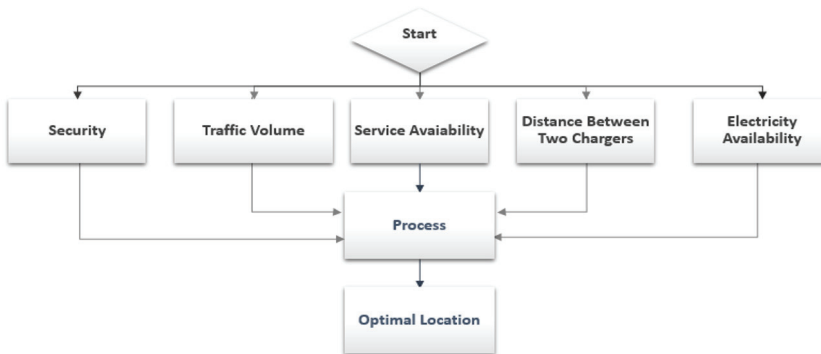 Start
Security
Traffic Volume
Service Avaiability
Distance Between
Two Chargers
Electricity
Availability
Process
Optimal Location